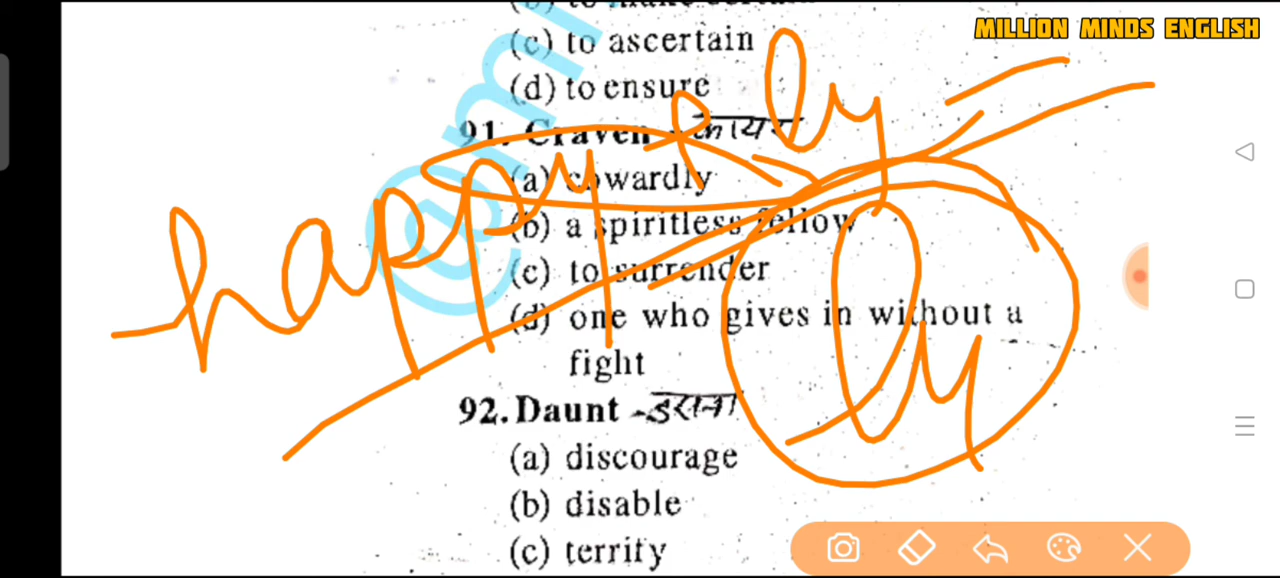 MILLION MINDS ENGLISH
(c) to ascertain
(d) to ensure
91. Craven - कायर
(a) cowardly
(b) a spiritless fellow
(c) to surrender
(d) one who gives in without a
fight
92. Daunt - डराना
(a) discourage
(b) disable
(c) terrify
happy
ly
ly
@m